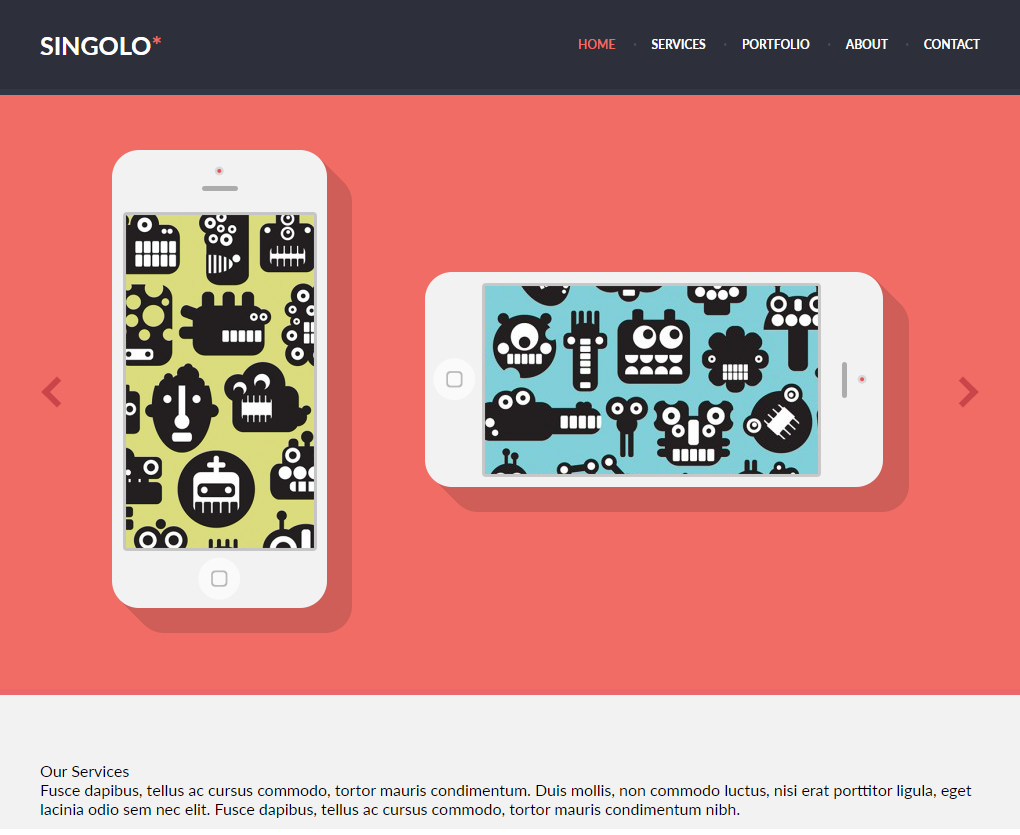 SINGOLO*
HOME · SERVICES · PORTFOLIO · ABOUT · CONTACT
Our Services
Fusce dapibus, tellus ac cursus commodo, tortor mauris condimentum. Duis mollis, non commodo luctus, nisi erat porttitor ligula, eget
lacinia odio sem nec elit. Fusce dapibus, tellus ac cursus commodo, tortor mauris condimentum nibh.